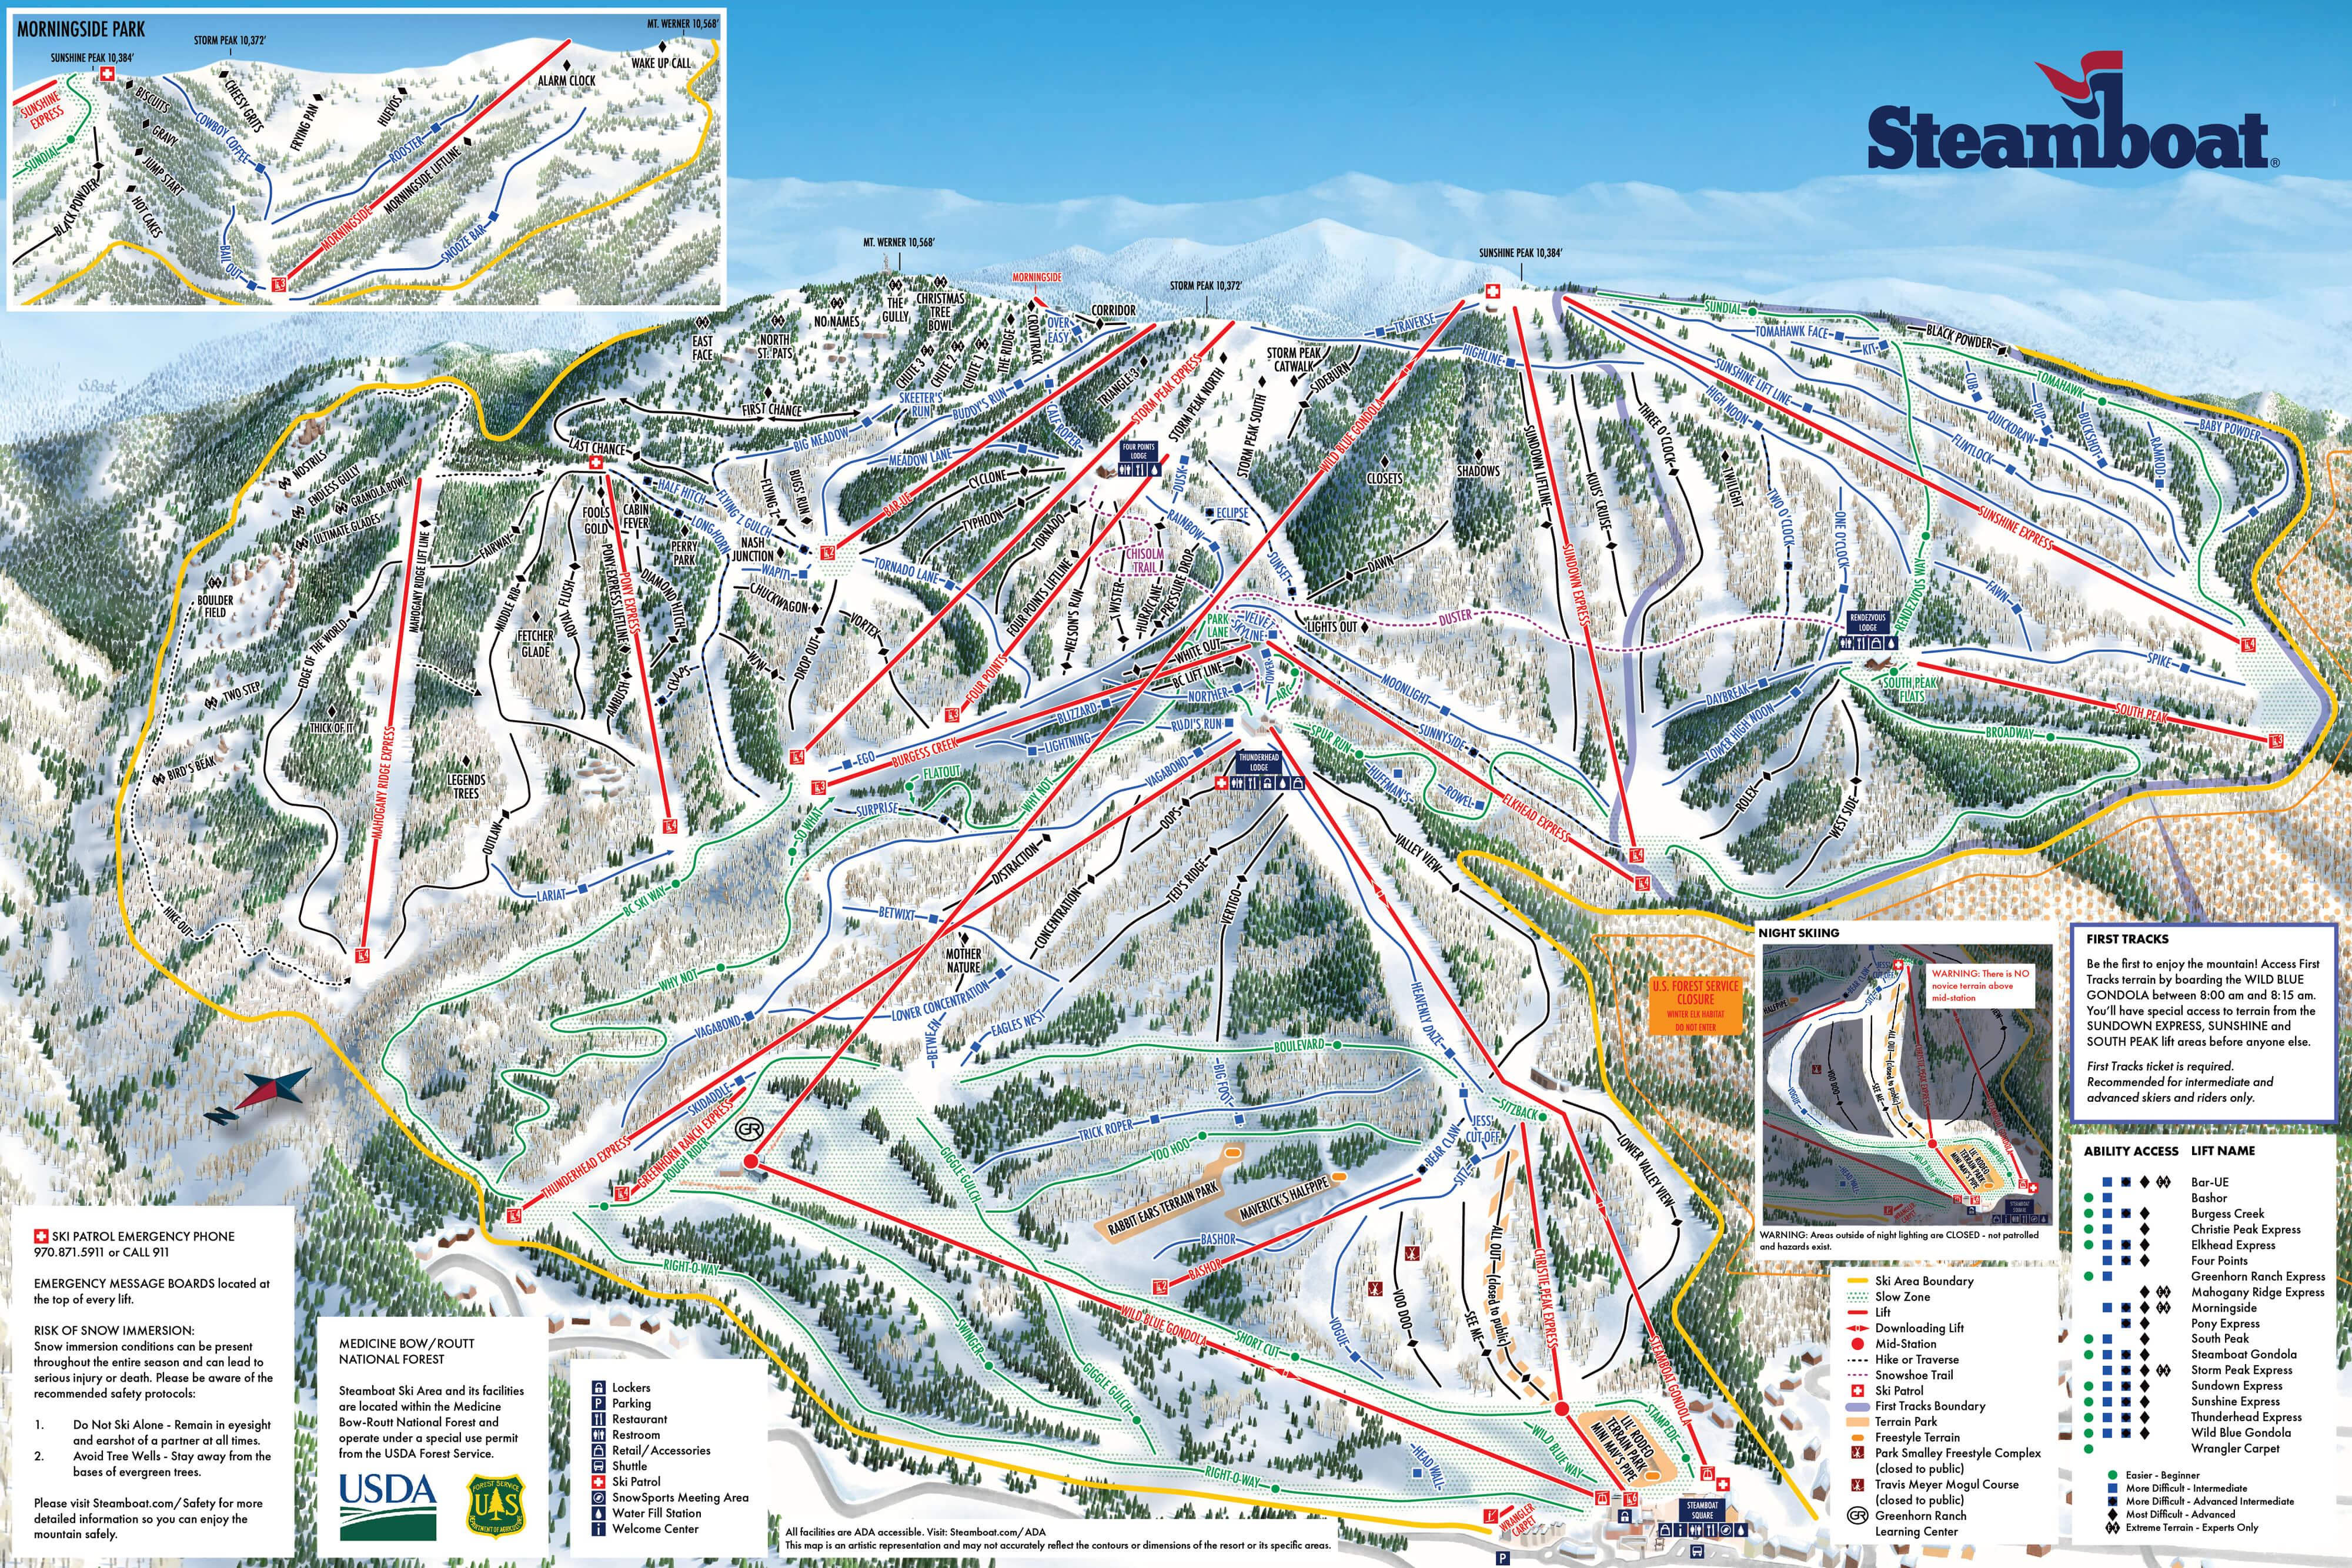 MORNINGSIDE PARK
SUNSHINE PEAK 10,384'
STORM PEAK 10,372'
MT. WERNER 10,568'
WAKE UP CALL
ALARM CLOCK
SUNSHINE
EXPRESS
SUNDIAL
BLACK POWDER
BISCUITS
GRAVY
JUMP START
HOT CAKES
CHEESY GRITS
COWBOY COFFEE
FRYING PAN
HUEVOS
ROOSTER
MORNINGSIDE LIFTLINE
MORNINGSIDE
BAIL OUT
SNOOZE BAR
Steamboat®
S.Bast
MT. WERNER 10,568'
STORM PEAK 10,372'
SUNSHINE PEAK 10,384'
MORNINGSIDE
CORRIDOR
OVER
EASY
CROWTRACK
THE RIDGE
CHRISTMAS
TREE
BOWL
THE
GULLY
NO NAMES
NORTH
ST. PATS
EAST
FACE
CHUTE 3
CHUTE 2
CHUTE 1
SKEETER'S
RUN
BUDDY'S RUN
BIG MEADOW
MEADOW LANE
CALF ROPER
FIRST CHANCE
LAST CHANCE
TRIANGLE 3
STORM PEAK EXPRESS
STORM PEAK NORTH
STORM PEAK SOUTH
STORM PEAK
CATWALK
SIDEBURN
TRAVERSE
HIGHLINE
WILD BLUE GONDOLA
CLOSETS
SHADOWS
SUNDOWN LIFTLINE
SUNDOWN EXPRESS
KUUS' CRUISE
THREE O'CLOCK
TWILIGHT
TWO O'CLOCK
ONE O'CLOCK
HIGH NOON
SUNSHINE LIFT LINE
SUNSHINE EXPRESS
SUNDIAL
TOMAHAWK FACE
KIT
BLACK POWDER
TOMAHAWK
BABY POWDER
CUB
QUICKDRAW
PUP
BUCKSHOT
RAMROD
FLINTLOCK
FAWN
RENDEZVOUS WAY
RENDEZVOUS
LODGE
SPIKE
SOUTH PEAK
FLATS
SOUTH PEAK
BROADWAY
DAYBREAK
LOWER HIGH NOON
ROLEX
WEST SIDE
FOUR POINTS
LODGE
BAR-UE
CYCLONE
TYPHOON
TORNADO
TORNADO LANE
FOUR POINTS LIFTLINE
FOUR POINTS
NELSON'S RUN
TWISTER
HURRICANE
PRESSURE DROP
CHISOLM
TRAIL
RAINBOW
DUSK
ECLIPSE
SUNSET
DAWN
LIGHTS OUT
DUSTER
PARK
LANE
VELVET
SKYLINE
WHITE OUT
BC LIFT LINE
NORTHER
ARC
BLIZZARD
LIGHTNING
RUDI'S RUN
EGO
BURGESS CREEK
FLATOUT
SURPRISE
SO WHAT
WHY NOT
VAGABOND
MOONLIGHT
SUNNYSIDE
SPUR RUN
HUFFMAN'S
ROWEL
ELKHEAD EXPRESS
THUNDERHEAD
LODGE
NOSTRILS
ENDLESS GULLY
GRANOLA BOWL
ULTIMATE GLADES
BOULDER
FIELD
TWO STEP
BIRD'S BEAK
HIKE OUT
THICK OF IT
EDGE OF THE WORLD
MAHOGANY RIDGE LIFT LINE
MAHOGANY RIDGE EXPRESS
FAIRWAY
MIDDLE RIB
FETCHER
GLADE
ROYAL FLUSH
FOOLS
GOLD
CABIN
FEVER
PONY EXPRESS LIFTLINE
PONY EXPRESS
DIAMOND HITCH
AMBUSH
CHAPS
PERRY
PARK
HALF HITCH
LONGHORN
FLYING Z GULCH
FLYING Z
BUGS' RUN
NASH
JUNCTION
WAPITI
CHUCKWAGON
VORTEX
DROP OUT
LEGENDS
TREES
OUTLAW
LARIAT
BC SKI WAY
WHY NOT
BETWIXT
DISTRACTION
OOPS
CONCENTRATION
TED'S RIDGE
VERTIGO
MOTHER
NATURE
LOWER CONCENTRATION
VAGABOND
BETWEEN
EAGLES NEST
VALLEY VIEW
HEAVENLY DAZE
BOULEVARD
BIG FOOT
TRICK ROPER
YOO HOO
SITZBACK
JESS'
CUT-OFF
BEAR CLAW
SITZ
LOWER VALLEY VIEW
SKIDADDLE
GREENHORN RANCH EXPRESS
ROUGH RIDER
THUNDERHEAD EXPRESS
GR
GIGGLE GULCH
RABBIT EARS TERRAIN PARK
MAVERICK'S HALFPIPE
BASHOR
BASHOR
RIGHT-O-WAY
SWINGER
WILD BLUE GONDOLA
SHORT CUT
GIGGLE GULCH
VOGUE
VOO DOO
SEE ME
ALL OUT (closed to public)
CHRISTIE PEAK EXPRESS
STEAMBOAT GONDOLA
STAMPEDE
LIL' RODEO
TERRAIN PARK
MINI MAV'S PIPE
WILD BLUE WAY
HEAD WALL
RIGHT-O-WAY
WRANGLER
CARPET
STEAMBOAT
SQUARE
U.S. FOREST SERVICE
CLOSURE
WINTER ELK HABITAT
DO NOT ENTER
NIGHT SKIING
WARNING: There is NO
novice terrain above
mid-station
WARNING: Areas outside of night lighting are CLOSED - not patrolled
and hazards exist.
FIRST TRACKS
Be the first to enjoy the mountain! Access First
Tracks terrain by boarding the WILD BLUE
GONDOLA between 8:00 am and 8:15 am.
You'll have special access to terrain from the
SUNDOWN EXPRESS, SUNSHINE and
SOUTH PEAK lift areas before anyone else.
First Tracks ticket is required.
Recommended for intermediate and
advanced skiers and riders only.
Ski Area Boundary
Slow Zone
Lift
Downloading Lift
Mid-Station
Hike or Traverse
Snowshoe Trail
Ski Patrol
First Tracks Boundary
Terrain Park
Freestyle Terrain
Park Smalley Freestyle Complex
(closed to public)
Travis Meyer Mogul Course
(closed to public)
GR Greenhorn Ranch
Learning Center
ABILITY ACCESS LIFT NAME
Bar-UE
Bashor
Burgess Creek
Christie Peak Express
Elkhead Express
Four Points
Greenhorn Ranch Express
Mahogany Ridge Express
Morningside
Pony Express
South Peak
Steamboat Gondola
Storm Peak Express
Sundown Express
Sunshine Express
Thunderhead Express
Wild Blue Gondola
Wrangler Carpet
Easier - Beginner
More Difficult - Intermediate
More Difficult - Advanced Intermediate
Most Difficult - Advanced
Extreme Terrain - Experts Only
SKI PATROL EMERGENCY PHONE
970.871.5911 or CALL 911
EMERGENCY MESSAGE BOARDS located at
the top of every lift.
RISK OF SNOW IMMERSION:
Snow immersion conditions can be present
throughout the entire season and can lead to
serious injury or death. Please be aware of the
recommended safety protocols:
1. Do Not Ski Alone - Remain in eyesight
and earshot of a partner at all times.
2. Avoid Tree Wells - Stay away from the
bases of evergreen trees.
Please visit Steamboat.com/Safety for more
detailed information so you can enjoy the
mountain safely.
MEDICINE BOW/ROUTT
NATIONAL FOREST
Steamboat Ski Area and its facilities
are located within the Medicine
Bow-Routt National Forest and
operate under a special use permit
from the USDA Forest Service.
USDA
FOREST SERVICE
U S
DEPARTMENT OF AGRICULTURE
Lockers
P Parking
Restaurant
Restroom
Retail/Accessories
Shuttle
Ski Patrol
SnowSports Meeting Area
Water Fill Station
i Welcome Center
All facilities are ADA accessible. Visit: Steamboat.com/ADA
This map is an artistic representation and may not accurately reflect the contours or dimensions of the resort or its specific areas.
P